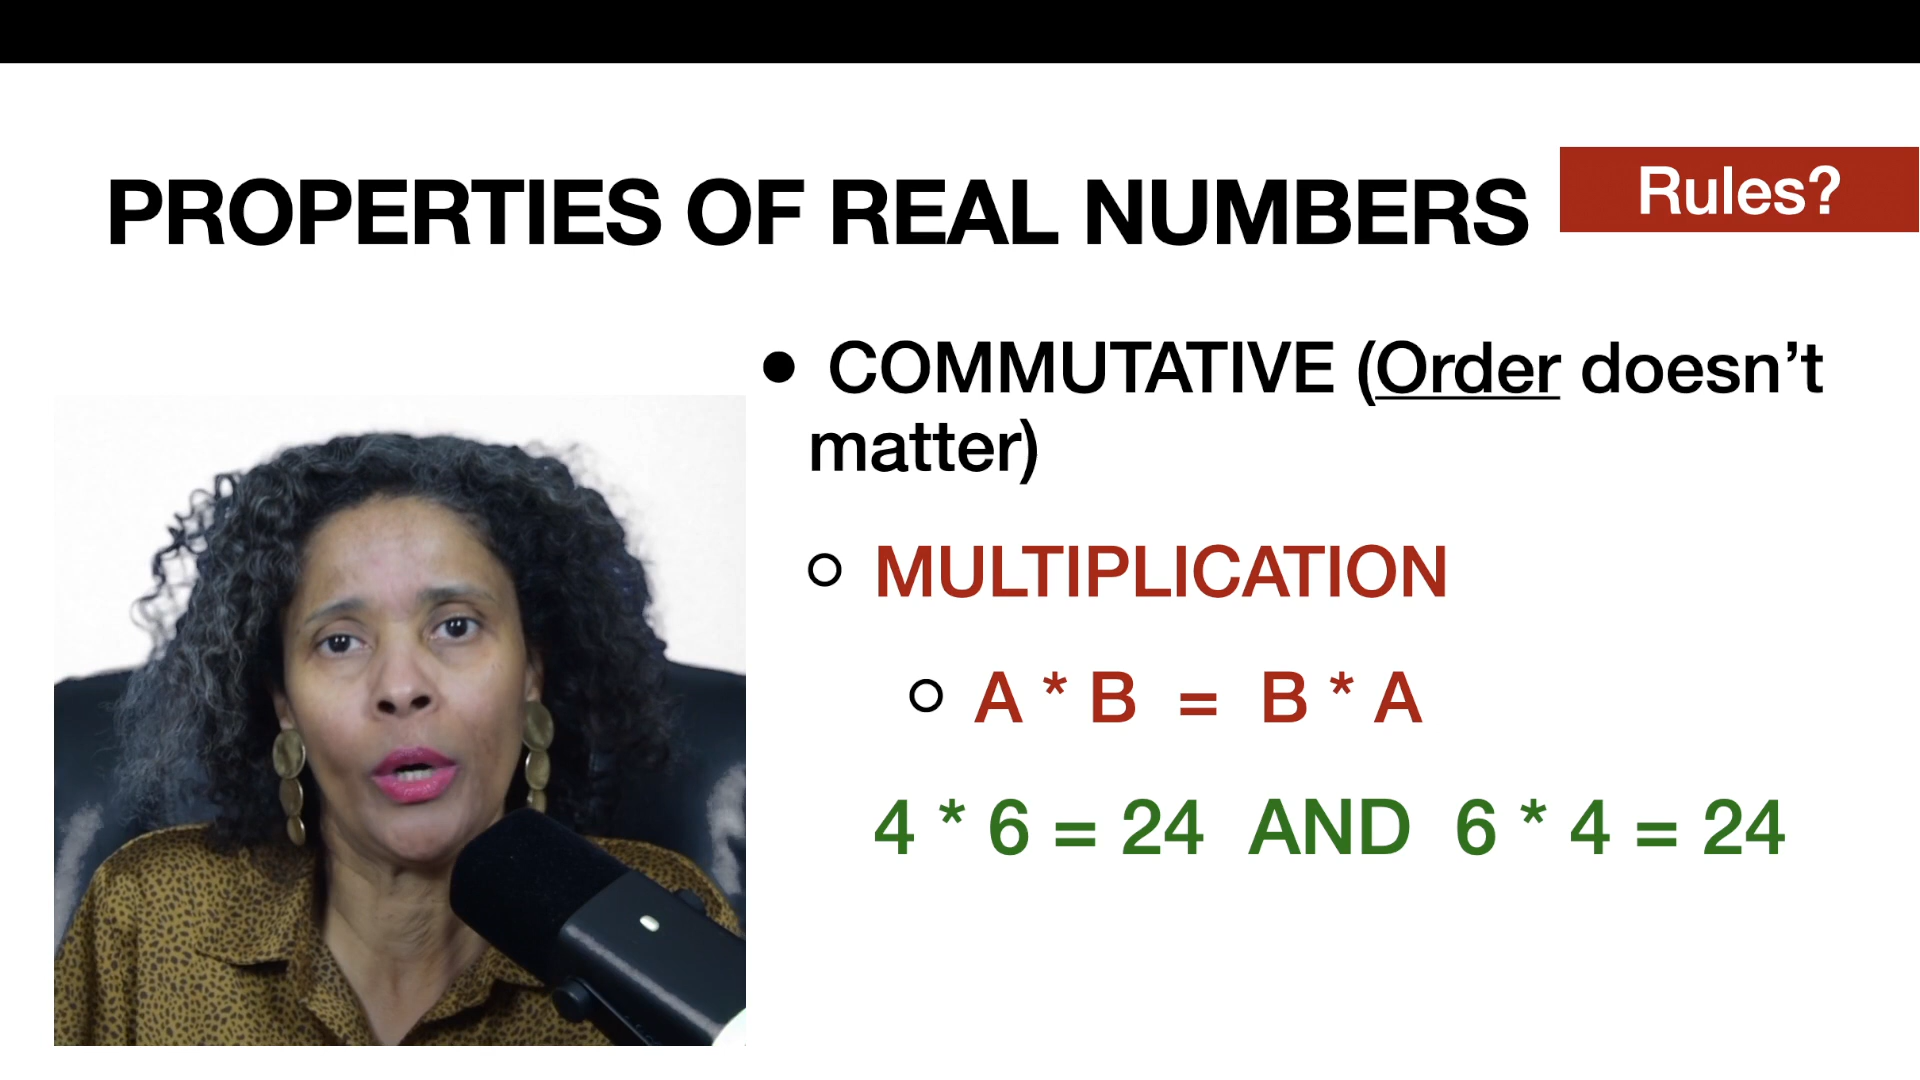 PROPERTIES OF REAL NUMBERS
Rules?
• COMMUTATIVE (Order doesn’t
matter)
○ MULTIPLICATION
○ A * B = B * A
4 * 6 = 24 AND 6 * 4 = 24